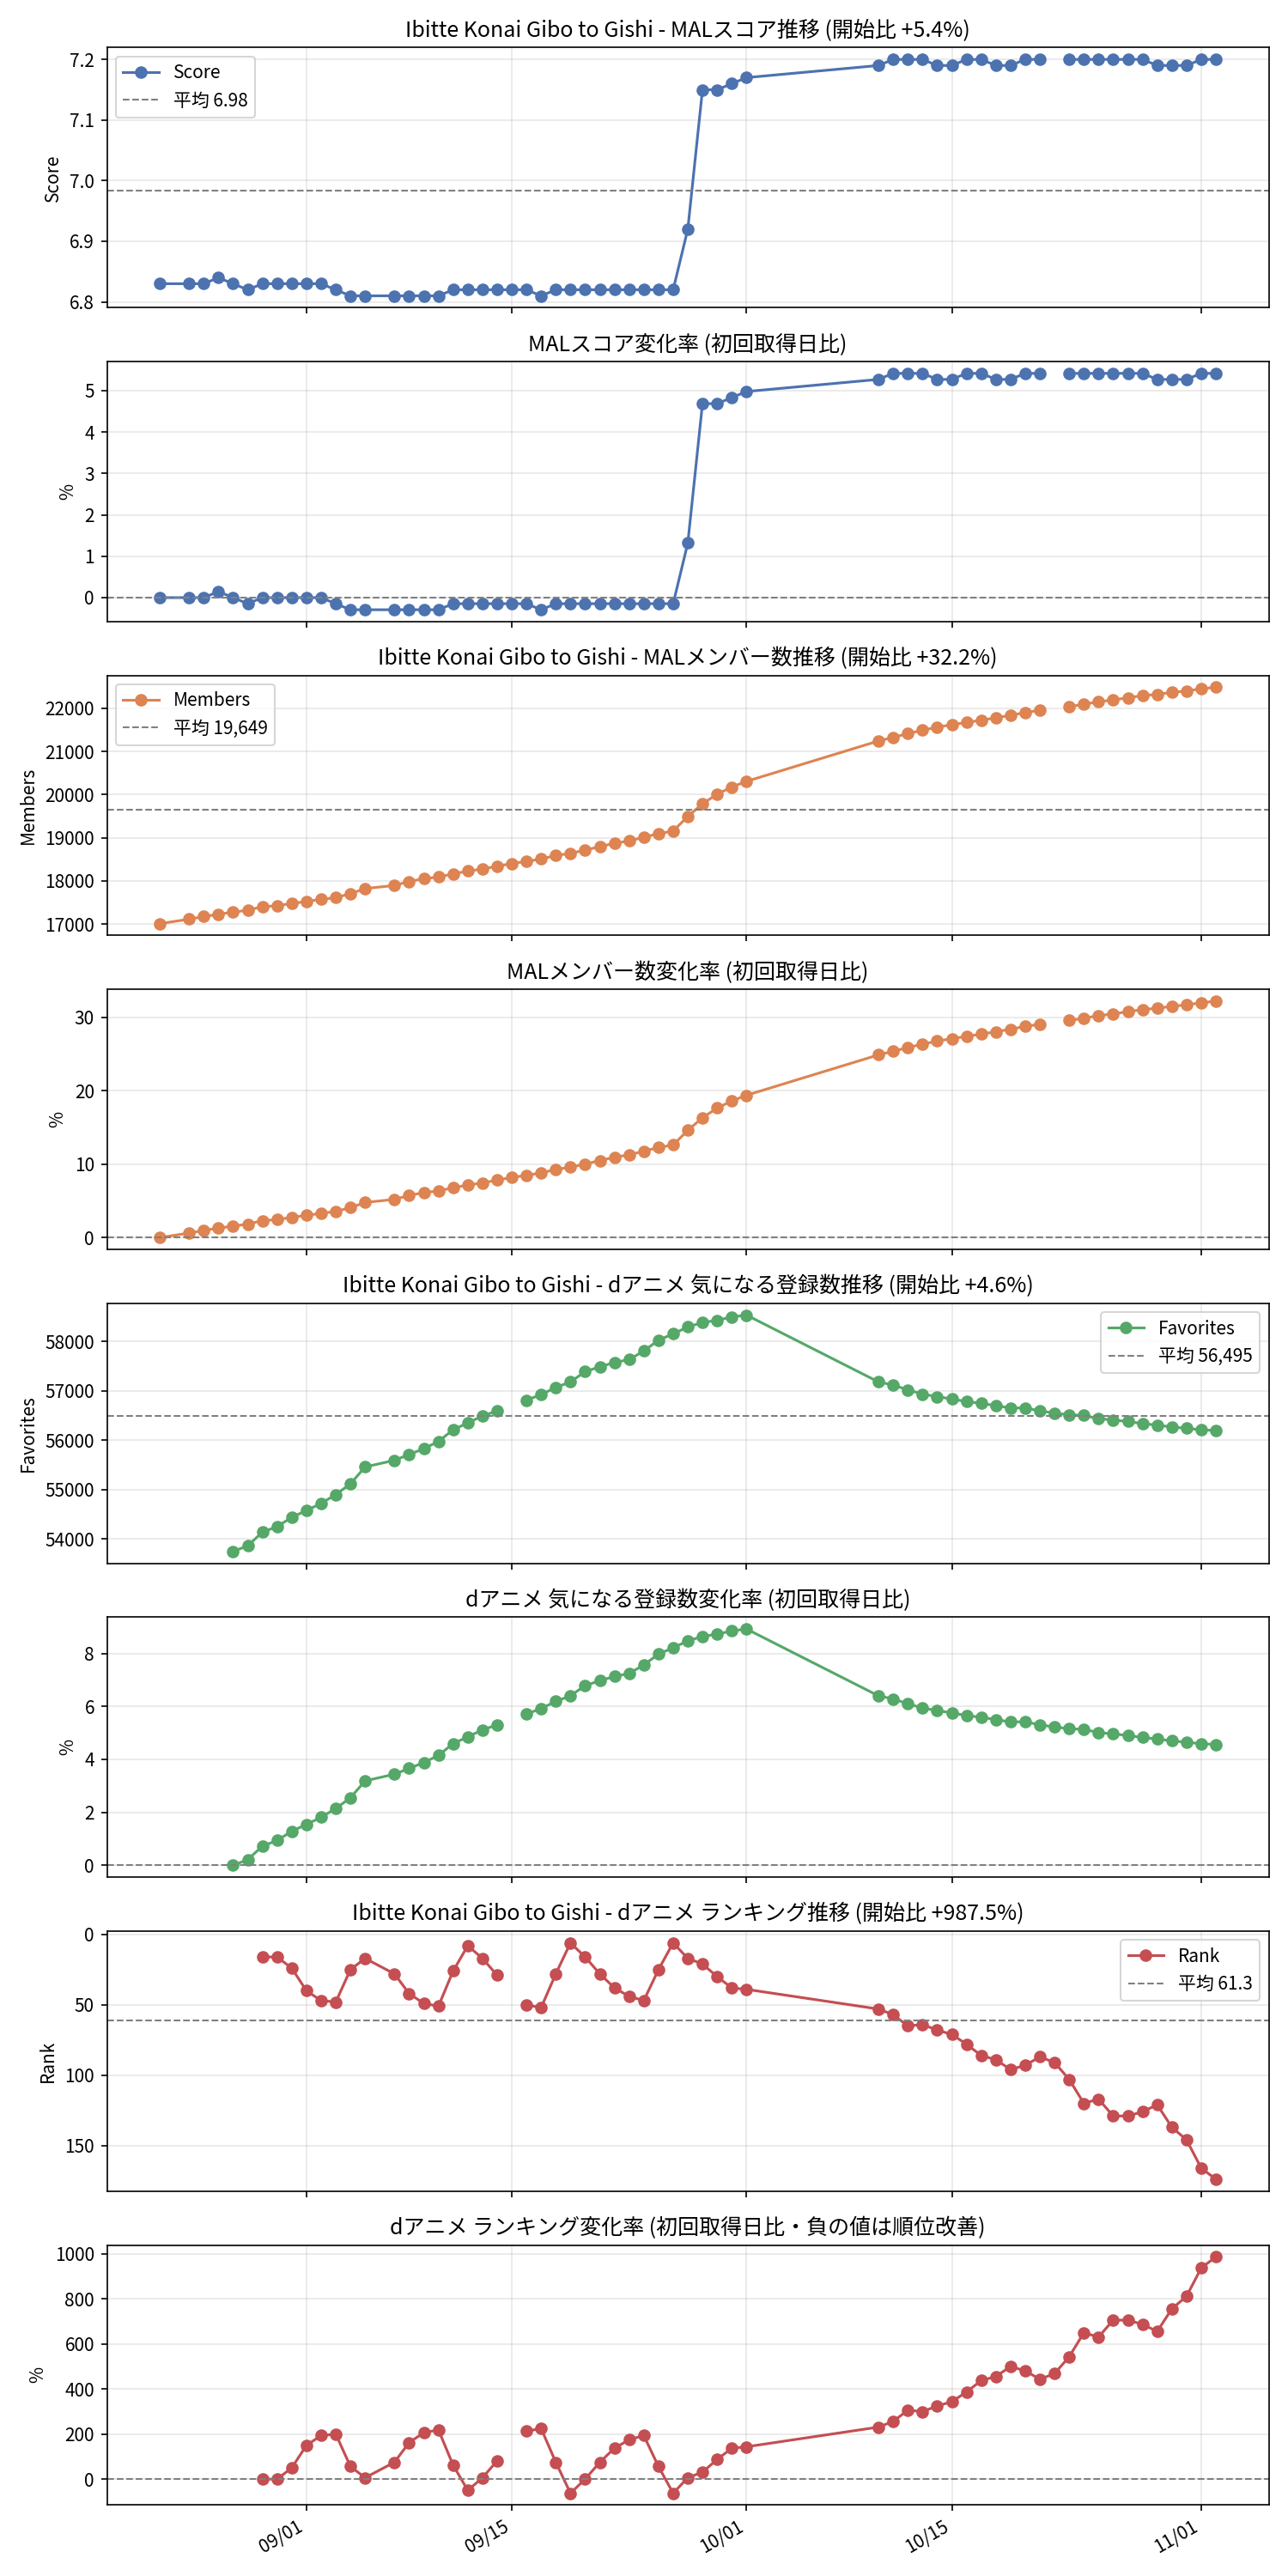 Ibitte Konai Gibo to Gishi - MALスコア推移 (開始比 +5.4%)
7.2
7.1
7.0
6.9
6.8
Score
Score
平均 6.98
MALスコア変化率 (初回取得日比)
5
4
3
2
1
0
%
Ibitte Konai Gibo to Gishi - MALメンバー数推移 (開始比 +32.2%)
22000
21000
20000
19000
18000
17000
Members
Members
平均 19,649
MALメンバー数変化率 (初回取得日比)
30
20
10
0
%
Ibitte Konai Gibo to Gishi - dアニメ 気になる登録数推移 (開始比 +4.6%)
58000
57000
56000
55000
54000
Favorites
Favorites
平均 56,495
dアニメ 気になる登録数変化率 (初回取得日比)
8
6
4
2
0
%
Ibitte Konai Gibo to Gishi - dアニメ ランキング推移 (開始比 +987.5%)
0
50
100
150
Rank
Rank
平均 61.3
dアニメ ランキング変化率 (初回取得日比・負の値は順位改善)
1000
800
600
400
200
0
%
09/01
09/15
10/01
10/15
11/01